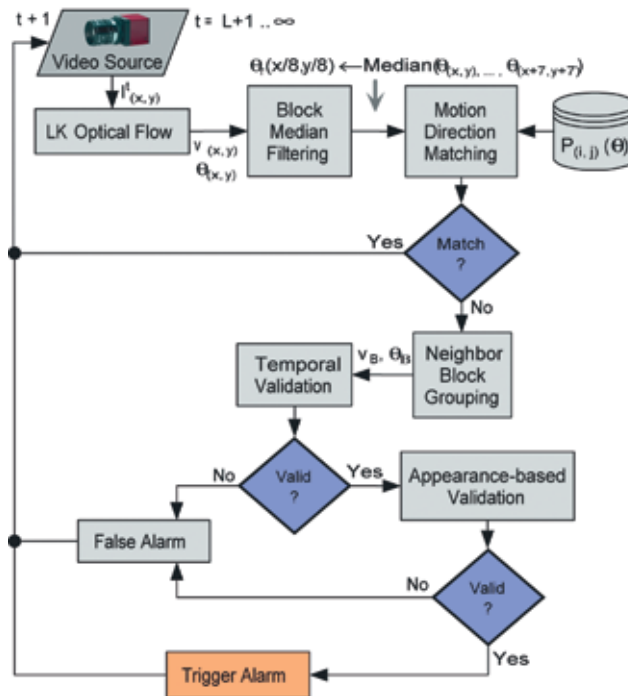 t + 1
t = L+1 .. ∞
Video Source
I^t (x, y)
Θ_t(x/8,y/8) ←Median(Θ(x,y),..., Θ(x+7,y+7))
LK Optical Flow
v (x, y)
Θ(x, y)
Block
Median
Filtering
Motion
Direction
Matching
P(i, j) (Θ)
Yes
Match
?
No
Temporal
Validation
v_B, Θ_B
Neighbor
Block
Grouping
No
Valid
?
Yes
Appearance-based
Validation
False Alarm
No
Valid
?
Yes
Trigger Alarm